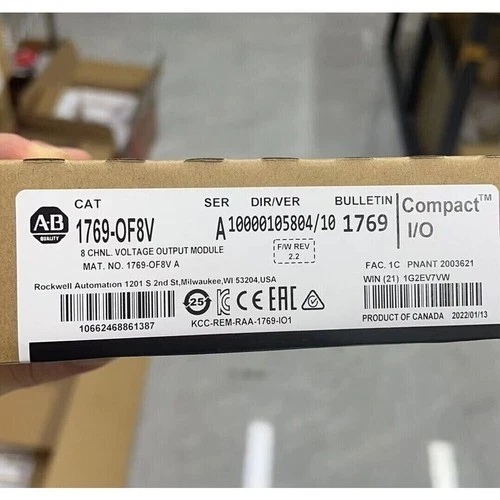 CAT SER DIR/VER BULLETIN
A-B QUALITY 1769-OF8V A 10000105804/10 1769 Compact™ I/O
8 CHNL. VOLTAGE OUTPUT MODULE
MAT. NO. 1769-OF8V A
F/W REV 2.2
FAC. 1C PNANT 2003621
WIN (21) 1G2EV7VW
Rockwell Automation 1201 S 2nd St,Milwaukee,WI 53204,USA
10662468861387
25
KCC-REM-RAA-1769-IO1
PRODUCT OF CANADA 2022/01/13